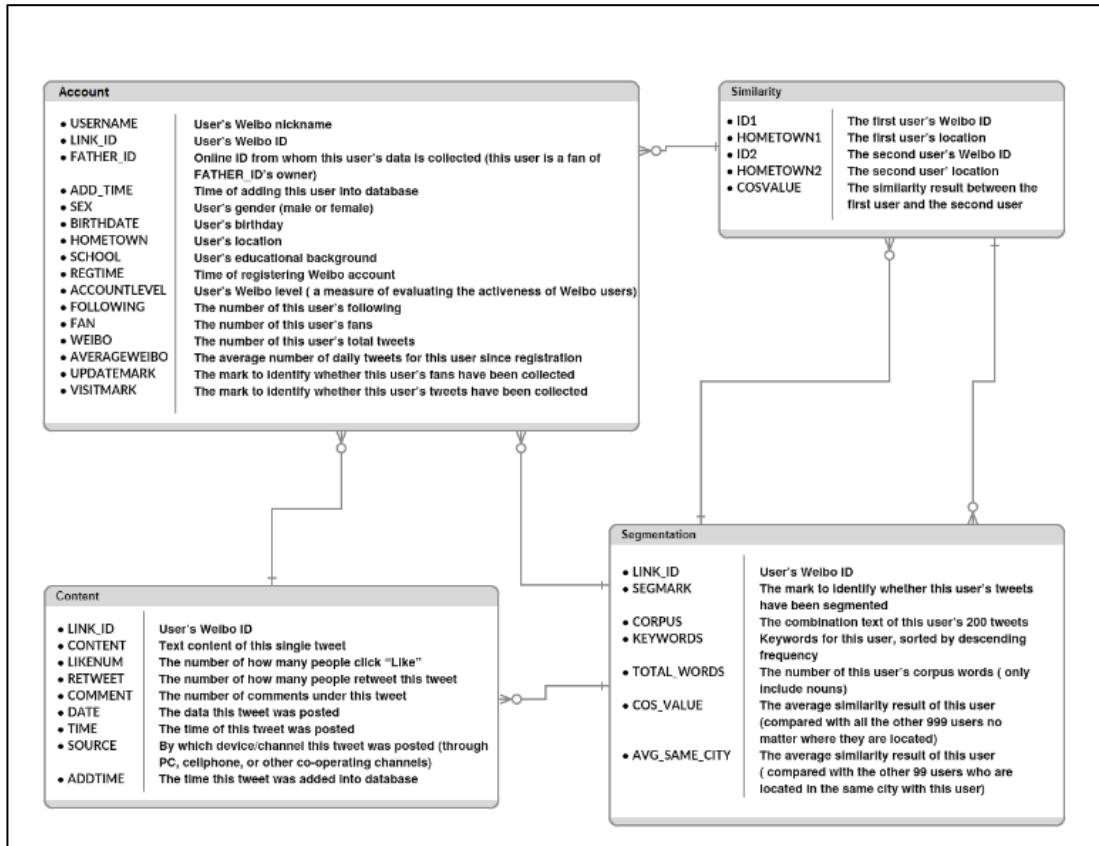 Account
• USERNAME User's Weibo nickname
• LINK_ID User's Weibo ID
• FATHER_ID Online ID from whom this user's data is collected (this user is a fan of
FATHER_ID's owner)
• ADD_TIME Time of adding this user into database
• SEX User's gender (male or female)
• BIRTHDATE User's birthday
• HOMETOWN User's location
• SCHOOL User's educational background
• REGTIME Time of registering Weibo account
• ACCOUNTLEVEL User's Weibo level ( a measure of evaluating the activeness of Weibo users)
• FOLLOWING The number of this user's following
• FAN The number of this user's fans
• WEIBO The number of this user's total tweets
• AVERAGEWEIBO The average number of daily tweets for this user since registration
• UPDATEMARK The mark to identify whether this user's fans have been collected
• VISITMARK The mark to identify whether this user's tweets have been collected
Similarity
• ID1 The first user's Weibo ID
• HOMETOWN1 The first user's location
• ID2 The second user's Weibo ID
• HOMETOWN2 The second user' location
• COSVALUE The similarity result between the
first user and the second user
Content
• LINK_ID User's Weibo ID
• CONTENT Text content of this single tweet
• LIKENUM The number of how many people click "Like"
• RETWEET The number of how many people retweet this tweet
• COMMENT The number of comments under this tweet
• DATE The data this tweet was posted
• TIME The time of this tweet was posted
• SOURCE By which device/channel this tweet was posted (through
PC, cellphone, or other co-operating channels)
• ADDTIME The time this tweet was added into database
Segmentation
• LINK_ID User's Weibo ID
• SEGMARK The mark to identify whether this user's tweets
have been segmented
• CORPUS The combination text of this user's 200 tweets
• KEYWORDS Keywords for this user, sorted by descending
frequency
• TOTAL_WORDS The number of this user's corpus words ( only
include nouns)
• COS_VALUE The average similarity result of this user
(compared with all the other 999 users no
matter where they are located)
• AVG_SAME_CITY The average similarity result of this user
( compared with the other 99 users who are
located in the same city with this user)